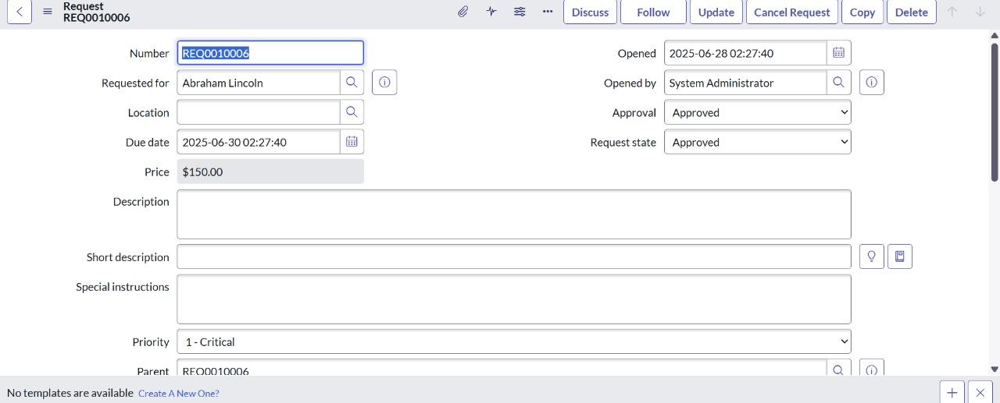 Request
REQ0010006
Discuss
Follow
Update
Cancel Request
Copy
Delete
Number REQ0010006
Opened 2025-06-28 02:27:40
Requested for Abraham Lincoln
Opened by System Administrator
Location
Approval Approved
Due date 2025-06-30 02:27:40
Request state Approved
Price $150.00
Description
Short description
Special instructions
Priority 1 - Critical
Parent REQ0010006
No templates are available Create A New One?